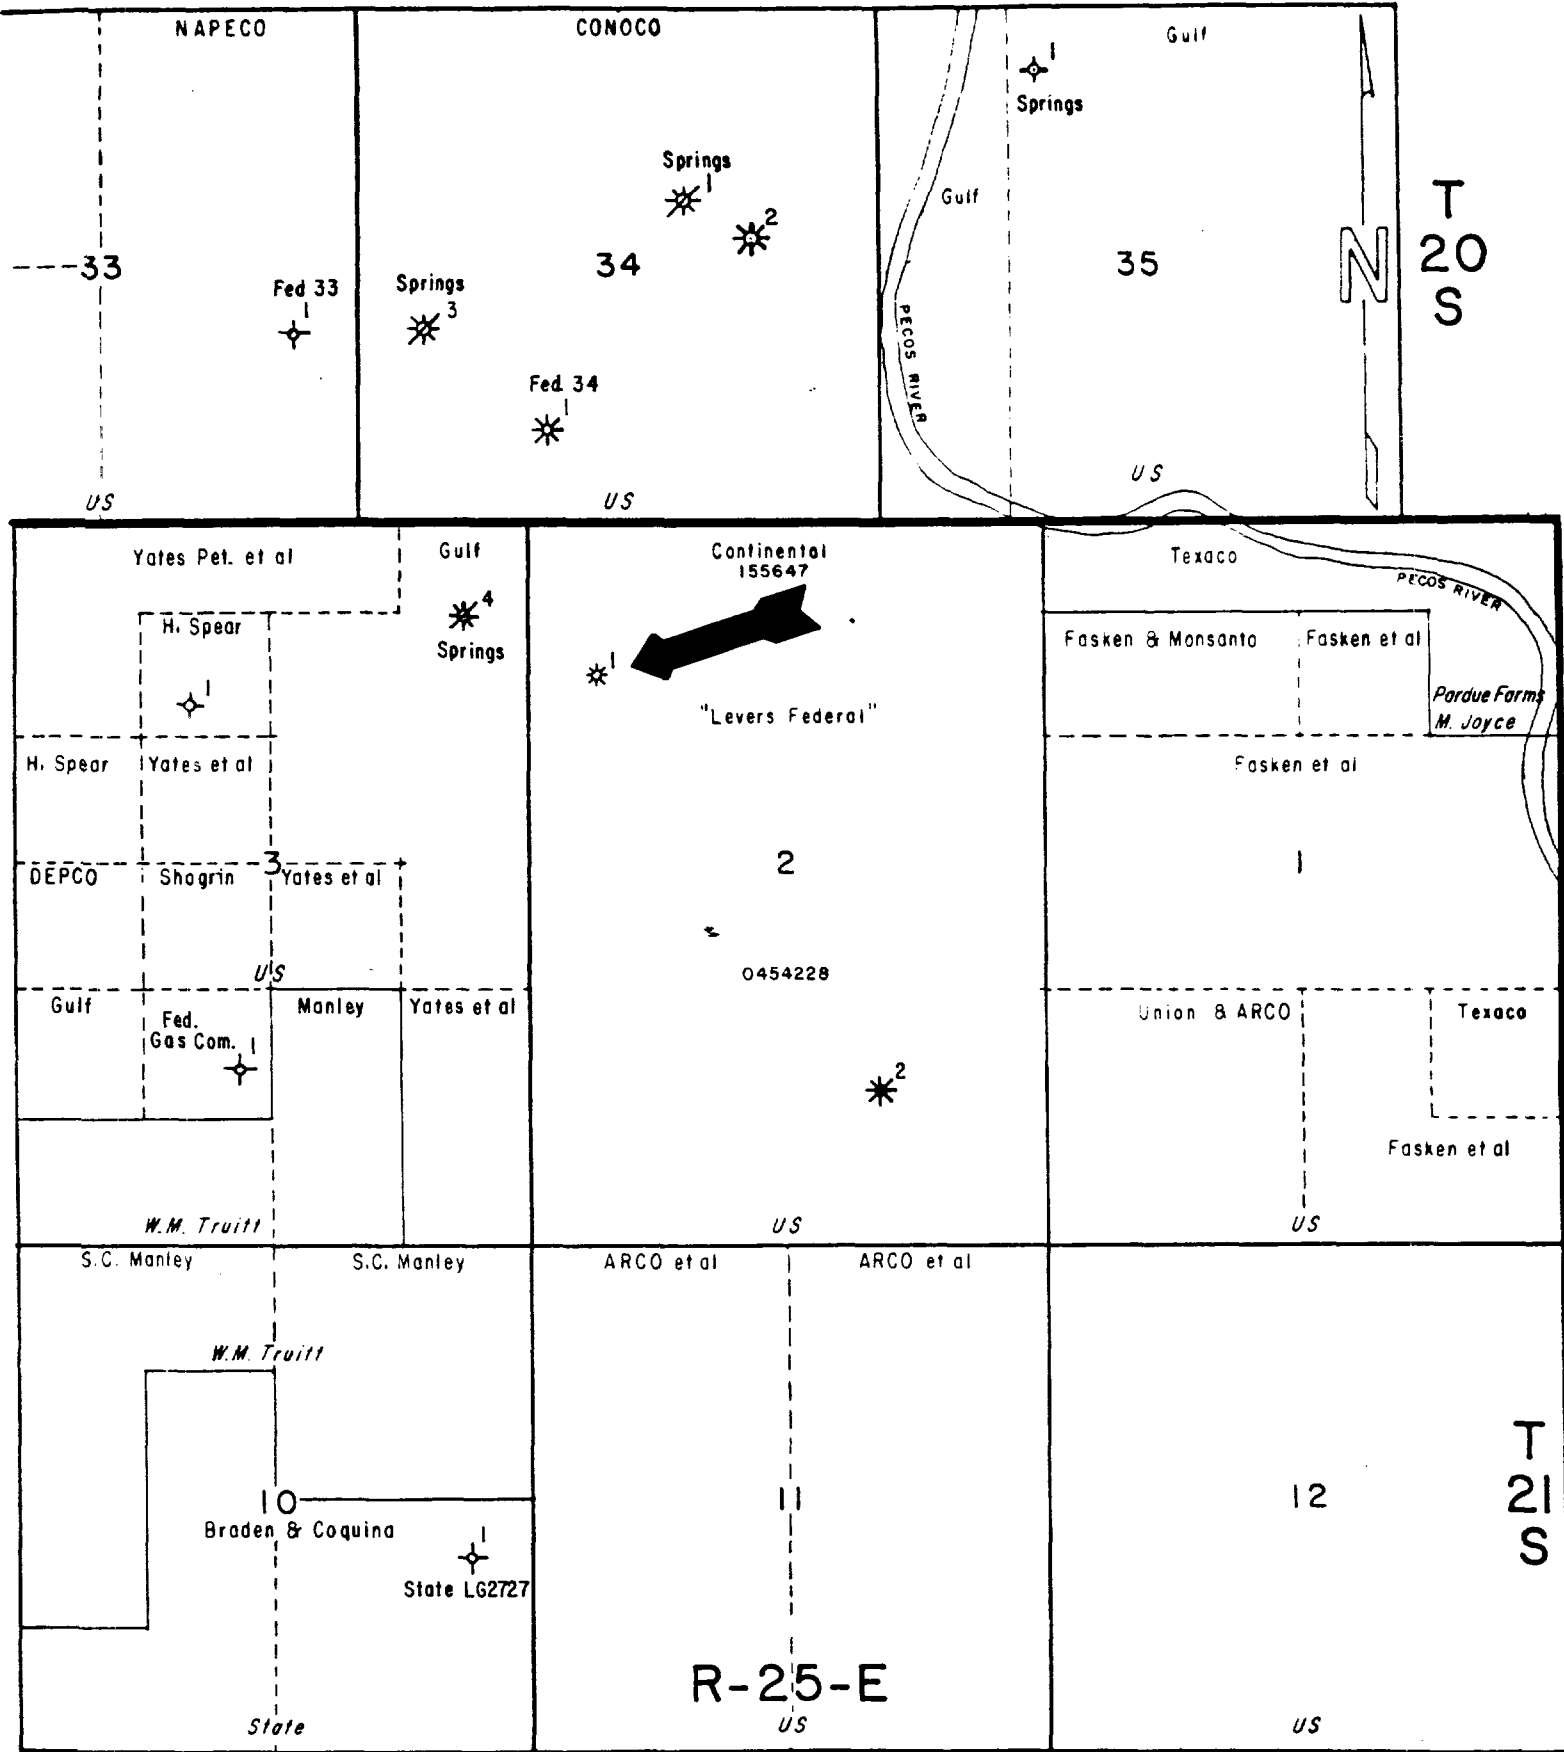 NAPECO
CONOCO
Gulf
1
Springs
Springs
1
2
Gulf
T
20
S
N
33
34
35
Fed 33
1
Springs
3
PECOS RIVER
Fed. 34
1
US
US
US
Yates Pet. et al
Gulf
Continental
155647
Texaco
PECOS RIVER
H. Spear
4
Springs
Fasken & Monsanto
Fasken et al
1
1
"Levers Federal"
Pardue Farms
M. Joyce
H. Spear
Yates et al
Fasken et al
3
2
1
DEPCO
Shogrin
Yates et al
US
0454228
Gulf
Manley
Yates et al
Union & ARCO
Texaco
Fed.
Gas Com.
1
2
Fasken et al
W.M. Truitt
US
US
S.C. Manley
S.C. Manley
ARCO et al
ARCO et al
W.M. Truitt
T
21
S
10
11
12
Braden & Coquina
1
State LG2727
R-25-E
State
US
US